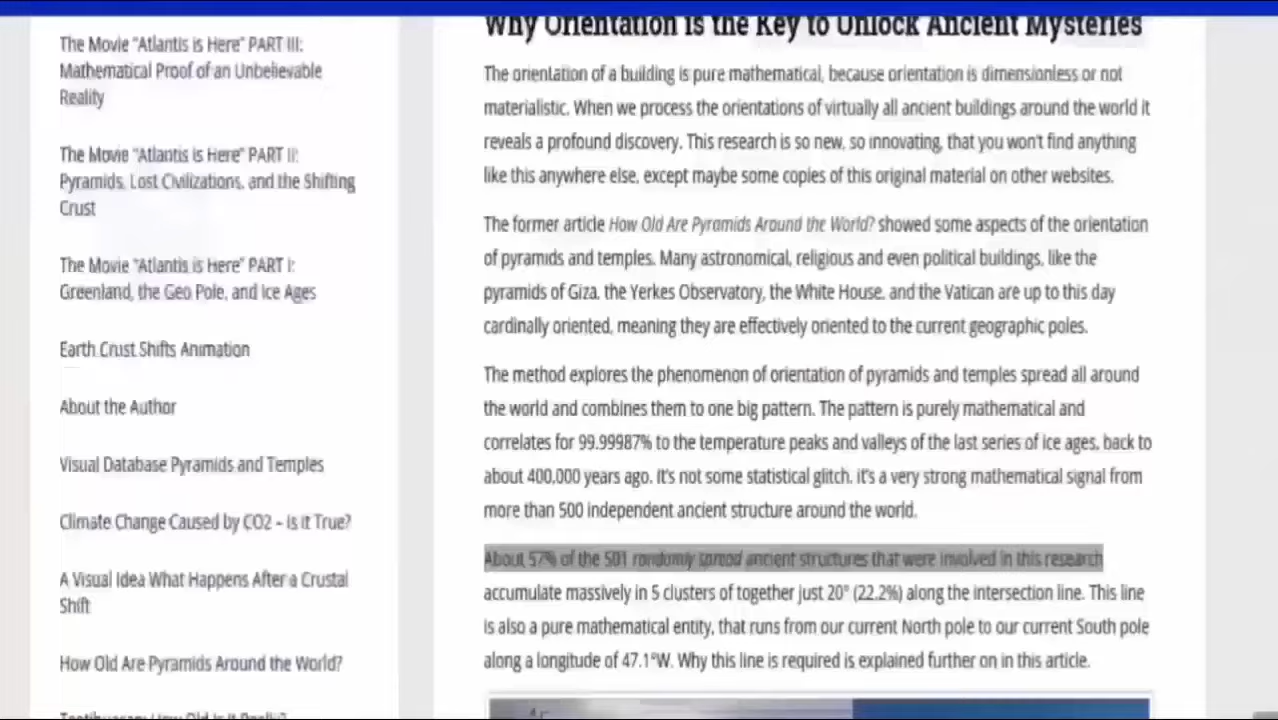 The Movie "Atlantis is Here" PART III:
Mathematical Proof of an Unbelievable
Reality
The Movie "Atlantis is Here" PART II:
Pyramids, Lost Civilizations, and the Shifting
Crust
The Movie "Atlantis is Here" PART I:
Greenland, the Geo Pole, and Ice Ages
Earth Crust Shifts Animation
About the Author
Visual Database Pyramids and Temples
Climate Change Caused by CO2 – Is it True?
A Visual Idea What Happens After a Crustal
Shift
How Old Are Pyramids Around the World?
Why Orientation Is the Key to Unlock Ancient Mysteries
The orientation of a building is pure mathematical, because orientation is dimensionless or not
materialistic. When we process the orientations of virtually all ancient buildings around the world it
reveals a profound discovery. This research is so new, so innovating, that you won't find anything
like this anywhere else, except maybe some copies of this original material on other websites.
The former article How Old Are Pyramids Around the World? showed some aspects of the orientation
of pyramids and temples. Many astronomical, religious and even political buildings, like the
pyramids of Giza, the Yerkes Observatory, the White House, and the Vatican are up to this day
cardinally oriented, meaning they are effectively oriented to the current geographic poles.
The method explores the phenomenon of orientation of pyramids and temples spread all around
the world and combines them to one big pattern. The pattern is purely mathematical and
correlates for 99.99987% to the temperature peaks and valleys of the last series of ice ages, back to
about 400,000 years ago. It's not some statistical glitch, it's a very strong mathematical signal from
more than 500 independent ancient structure around the world.
About 57% of the 501 randomly spread ancient structures that were involved in this research
accumulate massively in 5 clusters of together just 20° (22.2%) along the intersection line. This line
is also a pure mathematical entity, that runs from our current North pole to our current South pole
along a longitude of 47.1°W. Why this line is required is explained further on in this article.